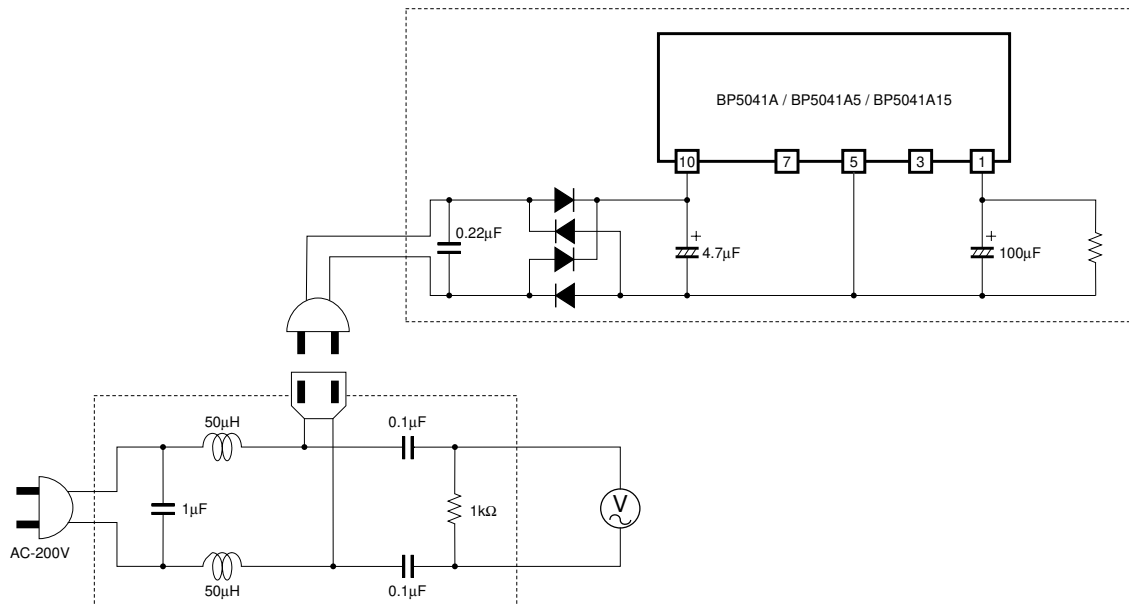 BP5041A / BP5041A5 / BP5041A15
10
7
5
3
1
0.22µF
+
4.7µF
+
100µF
50µH
0.1µF
1µF
1kΩ
V
AC-200V
50µH
0.1µF